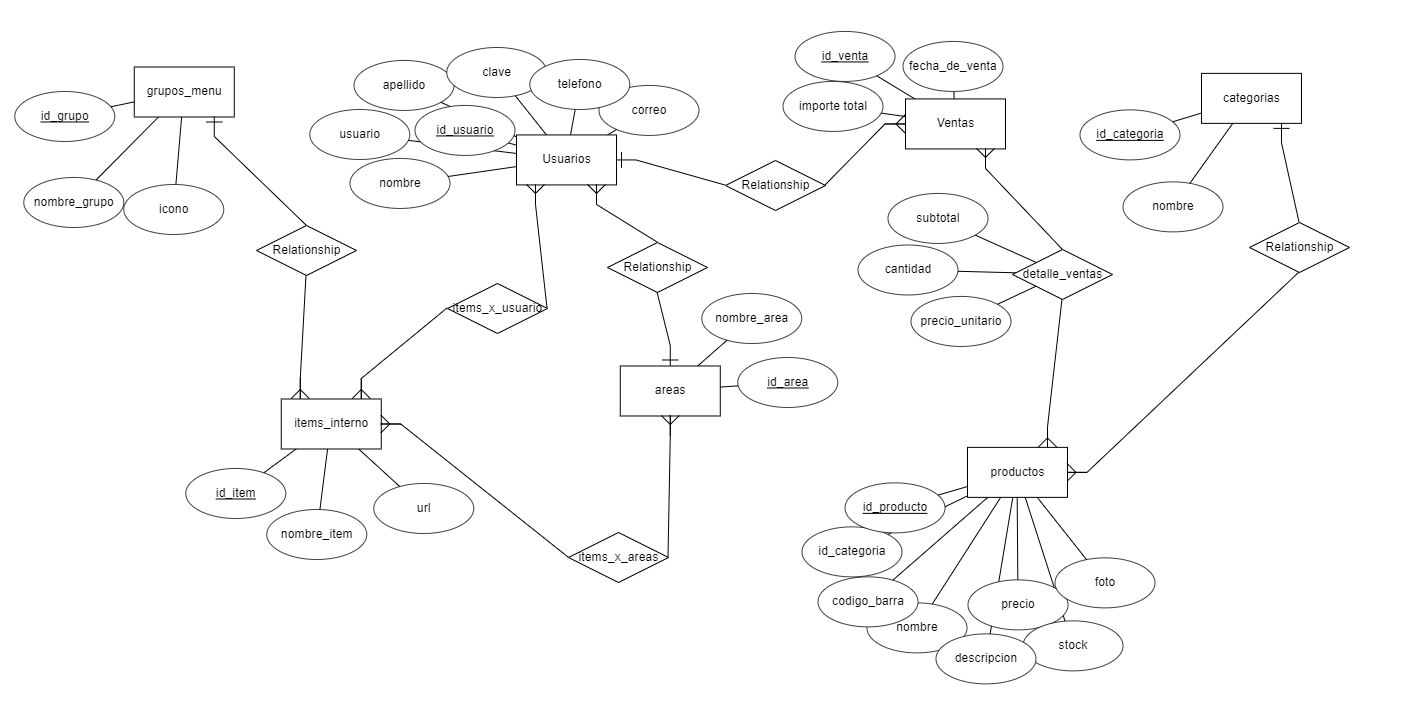 grupos_menu
id_grupo
nombre_grupo
icono
Relationship
apellido
clave
telefono
correo
usuario
id_usuario
nombre
Usuarios
Relationship
id_venta
fecha_de_venta
importe total
Ventas
categorias
id_categoria
nombre
Relationship
subtotal
cantidad
precio_unitario
detalle_ventas
Relationship
items_x_usuario
nombre_area
id_area
areas
items_interno
id_item
nombre_item
url
items_x_areas
productos
id_producto
id_categoria
codigo_barra
nombre
descripcion
precio
stock
foto